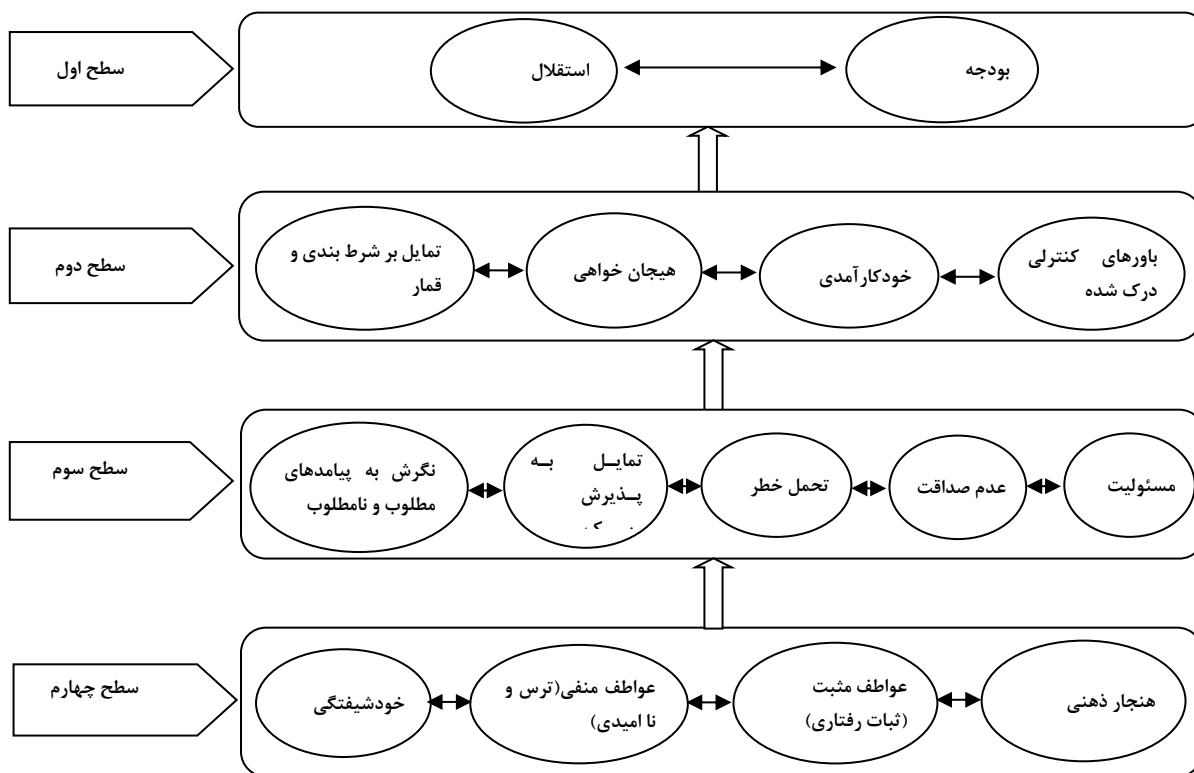 سطح اول
بودجه
استقلال
سطح دوم
باورهای کنترلی
درک شده
خودکارآمدی
هیجان خواهی
تمایل بر شرط بندی و
قمار
سطح سوم
مسئولیت
عدم صداقت
تحمل خطر
تمایل به
پذیرش
نگرش به پیامدهای
مطلوب و نامطلوب
سطح چهارم
هنجار ذهنی
عواطف مثبت
(ثبات رفتاری)
عواطف منفی(ترس و
نا امیدی)
خودشیفتگی